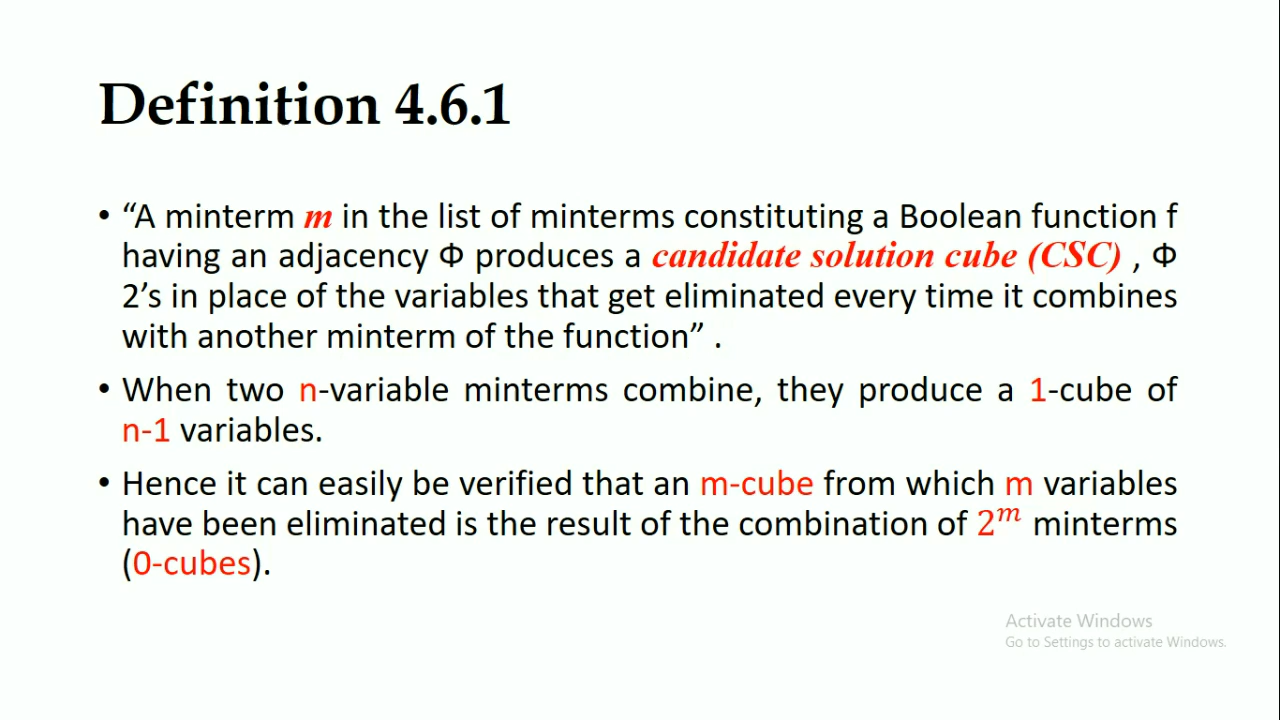 Definition 4.6.1
• “A minterm m in the list of minterms constituting a Boolean function f
having an adjacency Φ produces a candidate solution cube (CSC) , Φ
2’s in place of the variables that get eliminated every time it combines
with another minterm of the function” .
• When two n-variable minterms combine, they produce a 1-cube of
n-1 variables.
• Hence it can easily be verified that an m-cube from which m variables
have been eliminated is the result of the combination of 2^m minterms
(0-cubes).
Activate Windows
Go to Settings to activate Windows.